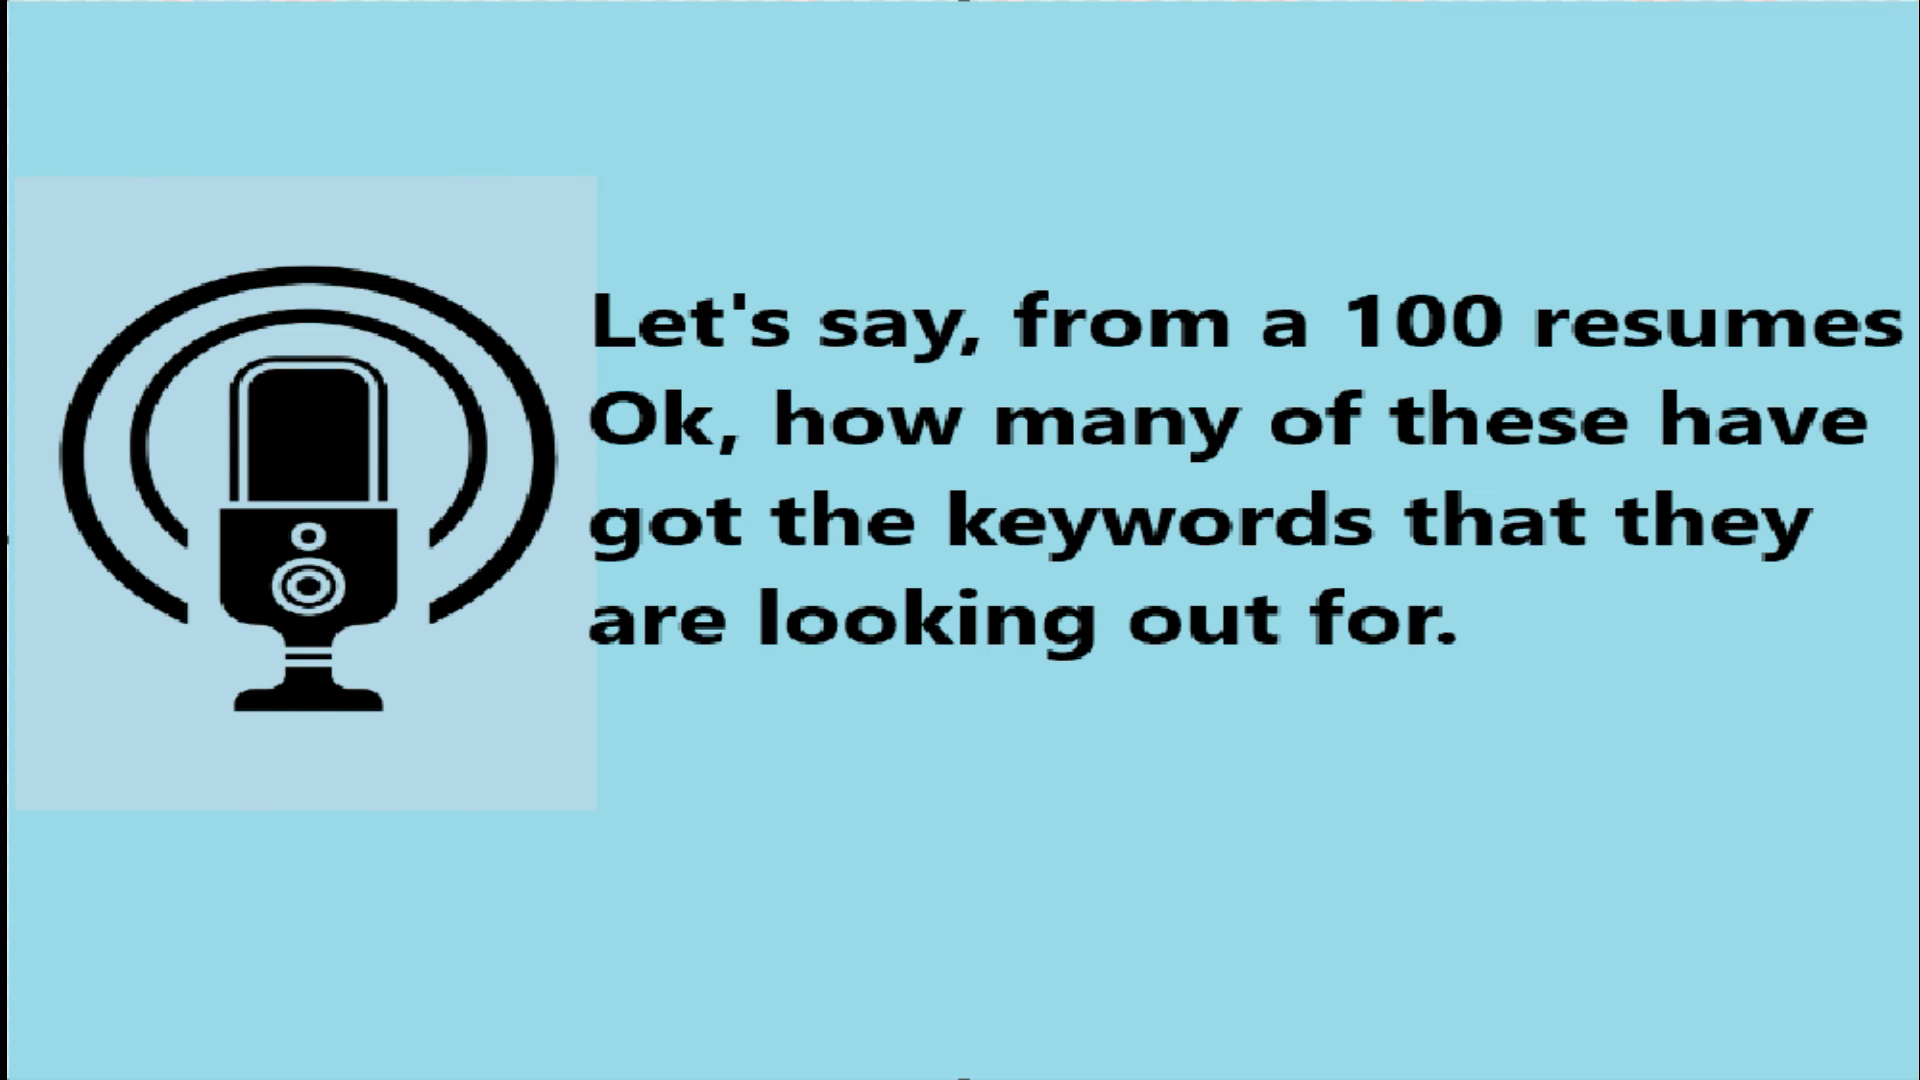 Let's say, from a 100 resumes
Ok, how many of these have
got the keywords that they
are looking out for.